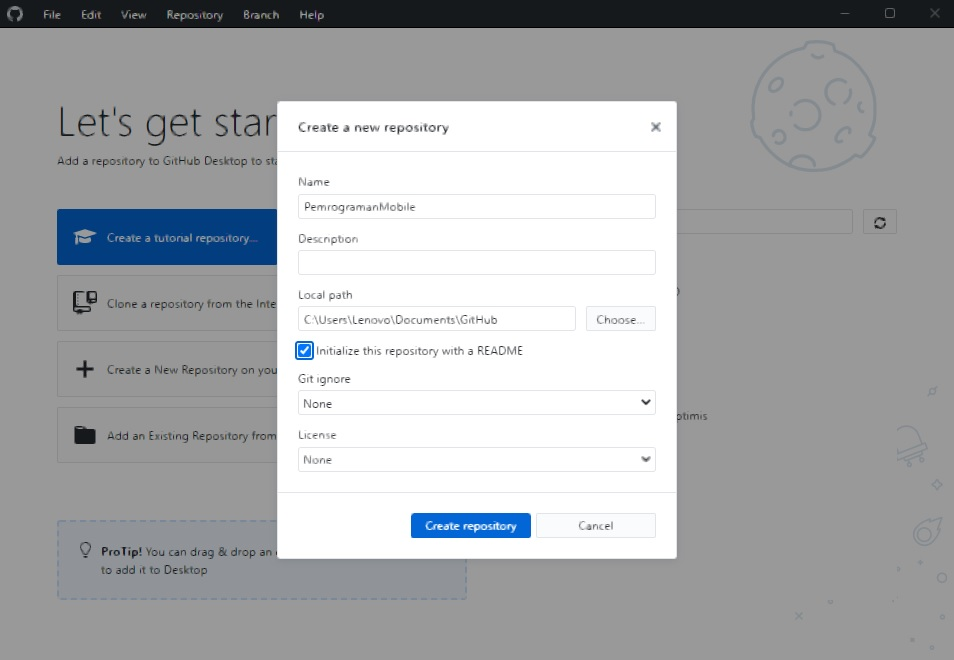 File Edit View Repository Branch Help
Let's get star
Add a repository to GitHub Desktop to sta
Create a tutorial repository...
Clone a repository from the Inte
Create a New Repository on you
Add an Existing Repository from
ProTip! You can drag & drop an
to add it to Desktop
Create a new repository
Name
PemrogramanMobile
Description
Local path
C:\Users\Lenovo\Documents\GitHub
Choose...
Initialize this repository with a README
Git ignore
None
License
None
Create repository
Cancel
ptimis